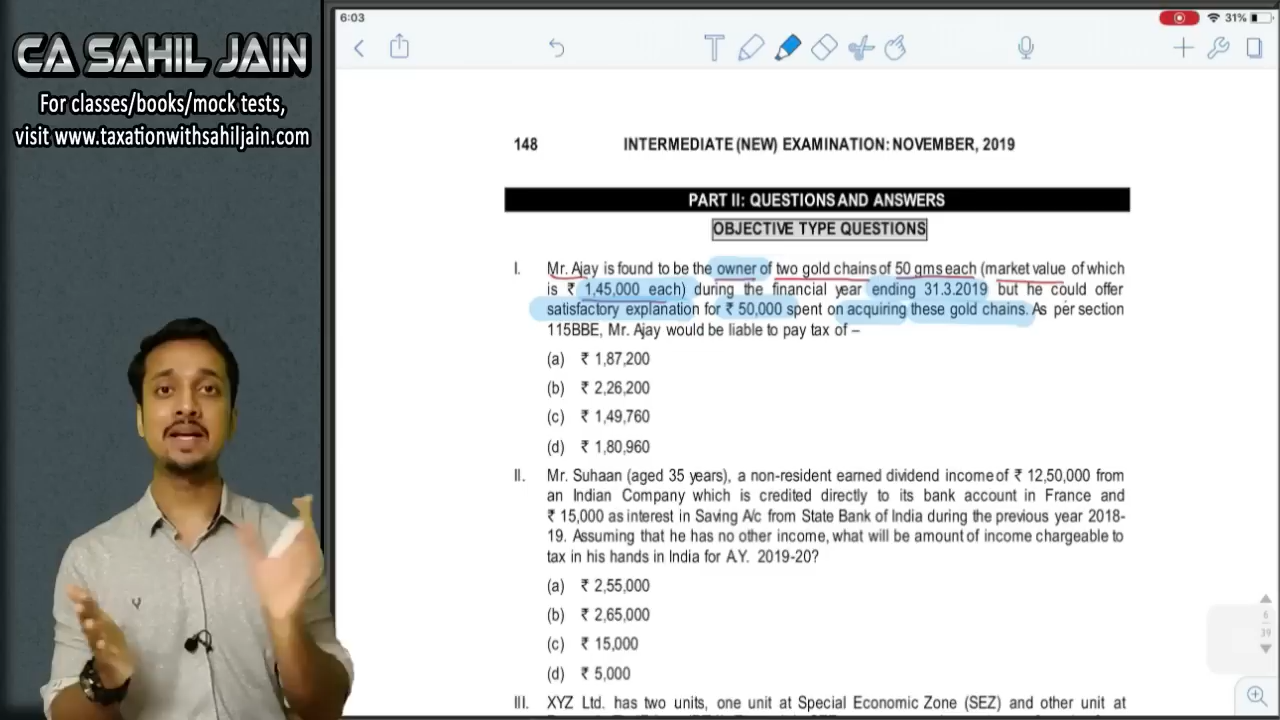 6:03
31%
CA SAHIL JAIN
For classes/books/mock tests,
visit www.taxationwithsahiljain.com
148 INTERMEDIATE (NEW) EXAMINATION: NOVEMBER, 2019
PART II: QUESTIONS AND ANSWERS
OBJECTIVE TYPE QUESTIONS
I. Mr. Ajay is found to be the owner of two gold chains of 50 gms each (market value of which
is ₹ 1,45,000 each) during the financial year ending 31.3.2019 but he could offer
satisfactory explanation for ₹ 50,000 spent on acquiring these gold chains. As per section
115BBE, Mr. Ajay would be liable to pay tax of –
(a) ₹ 1,87,200
(b) ₹ 2,26,200
(c) ₹ 1,49,760
(d) ₹ 1,80,960
II. Mr. Suhaan (aged 35 years), a non-resident earned dividend income of ₹ 12,50,000 from
an Indian Company which is credited directly to its bank account in France and
₹ 15,000 as interest in Saving A/c from State Bank of India during the previous year 2018-
19. Assuming that he has no other income, what will be amount of income chargeable to
tax in his hands in India for A.Y. 2019-20?
(a) ₹ 2,55,000
(b) ₹ 2,65,000
(c) ₹ 15,000
(d) ₹ 5,000
III. XYZ Ltd. has two units, one unit at Special Economic Zone (SEZ) and other unit at
6
39